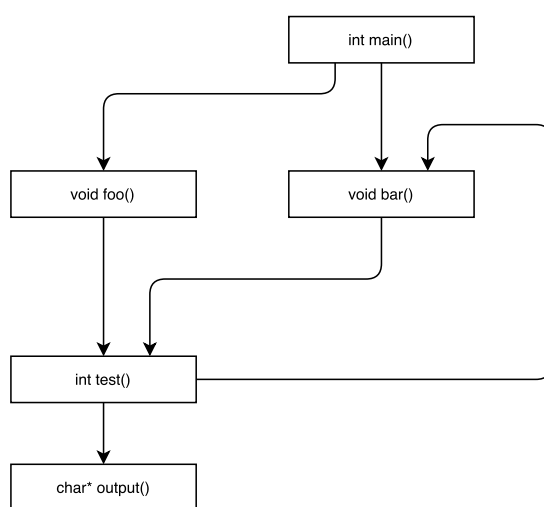 int main()
void foo()
void bar()
int test()
char* output()